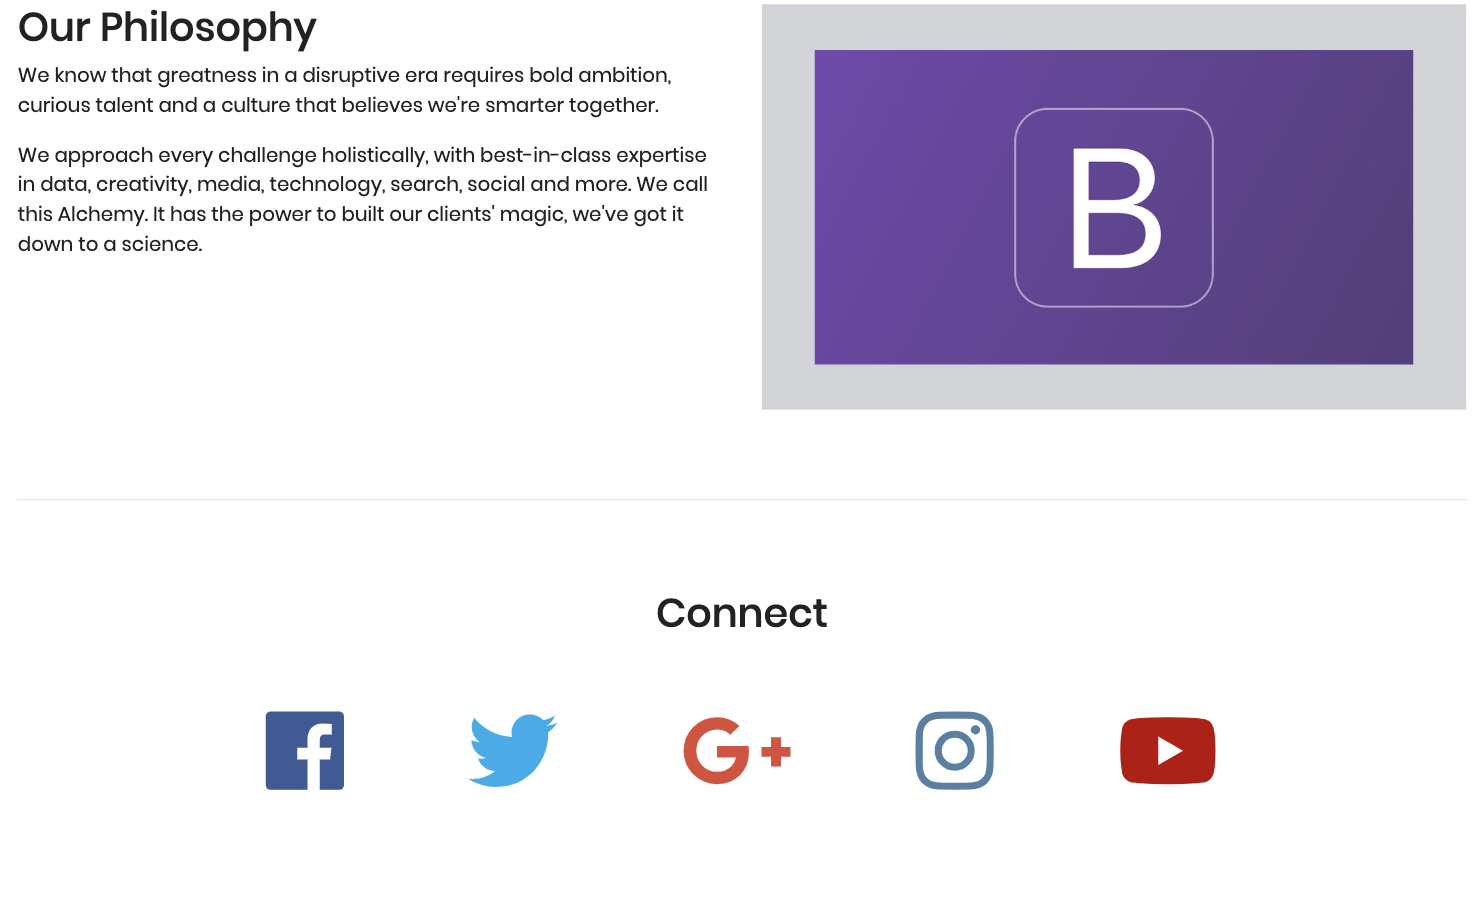 Our Philosophy
We know that greatness in a disruptive era requires bold ambition,
curious talent and a culture that believes we're smarter together.
We approach every challenge holistically, with best-in-class expertise
in data, creativity, media, technology, search, social and more. We call
this Alchemy. It has the power to built our clients' magic, we've got it
down to a science.
B
Connect
f
G+